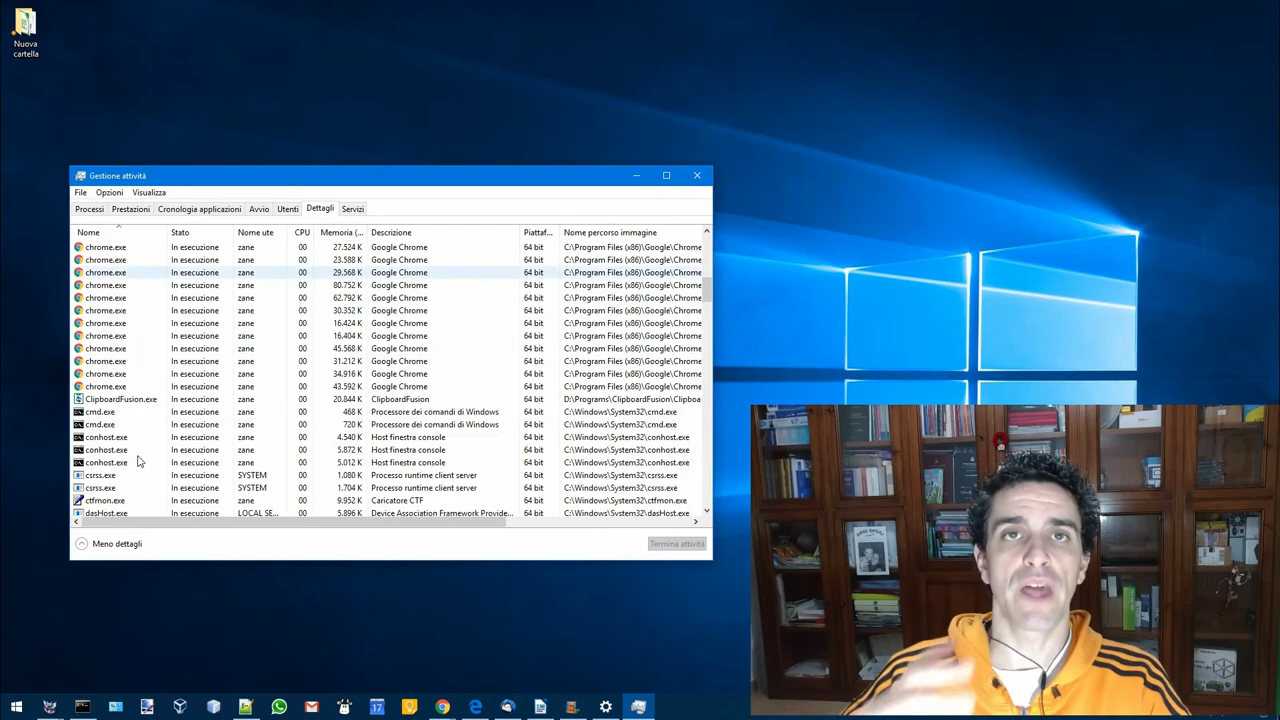 Nuova
cartella
Gestione attività
File Opzioni Visualizza
Processi Prestazioni Cronologia applicazioni Avvio Utenti Dettagli Servizi
Nome Stato Nome ute CPU Memoria (... Descrizione Piattaf... Nome percorso immagine
chrome.exe In esecuzione zane 00 27.524 K Google Chrome 64 bit C:\Program Files (x86)\Google\Chrome
chrome.exe In esecuzione zane 00 23.588 K Google Chrome 64 bit C:\Program Files (x86)\Google\Chrome
chrome.exe In esecuzione zane 00 29.568 K Google Chrome 64 bit C:\Program Files (x86)\Google\Chrome
chrome.exe In esecuzione zane 00 80.752 K Google Chrome 64 bit C:\Program Files (x86)\Google\Chrome
chrome.exe In esecuzione zane 00 62.792 K Google Chrome 64 bit C:\Program Files (x86)\Google\Chrome
chrome.exe In esecuzione zane 00 30.352 K Google Chrome 64 bit C:\Program Files (x86)\Google\Chrome
chrome.exe In esecuzione zane 00 16.424 K Google Chrome 64 bit C:\Program Files (x86)\Google\Chrome
chrome.exe In esecuzione zane 00 16.404 K Google Chrome 64 bit C:\Program Files (x86)\Google\Chrome
chrome.exe In esecuzione zane 00 45.568 K Google Chrome 64 bit C:\Program Files (x86)\Google\Chrome
chrome.exe In esecuzione zane 00 31.212 K Google Chrome 64 bit C:\Program Files (x86)\Google\Chrome
chrome.exe In esecuzione zane 00 34.916 K Google Chrome 64 bit C:\Program Files (x86)\Google\Chrome
chrome.exe In esecuzione zane 00 43.592 K Google Chrome 64 bit C:\Program Files (x86)\Google\Chrome
ClipboardFusion.exe In esecuzione zane 00 20.844 K ClipboardFusion 64 bit D:\Programs\ClipboardFusion\Clipboa
cmd.exe In esecuzione zane 00 468 K Processore dei comandi di Windows 64 bit C:\Windows\System32\cmd.exe
cmd.exe In esecuzione zane 00 720 K Processore dei comandi di Windows 64 bit C:\Windows\System32\cmd.exe
conhost.exe In esecuzione zane 00 4.540 K Host finestra console 64 bit C:\Windows\System32\conhost.exe
conhost.exe In esecuzione zane 00 5.872 K Host finestra console 64 bit C:\Windows\System32\conhost.exe
conhost.exe In esecuzione zane 00 5.012 K Host finestra console 64 bit C:\Windows\System32\conhost.exe
csrss.exe In esecuzione SYSTEM 00 1.080 K Processo runtime client server 64 bit C:\Windows\System32\csrss.exe
csrss.exe In esecuzione SYSTEM 00 1.704 K Processo runtime client server 64 bit C:\Windows\System32\csrss.exe
ctfmon.exe In esecuzione zane 00 9.952 K Caricatore CTF 64 bit C:\Windows\System32\ctfmon.exe
dasHost.exe In esecuzione LOCAL SE... 00 5.896 K Device Association Framework Provide... 64 bit C:\Windows\System32\dasHost.exe
Meno dettagli Termina attività
17